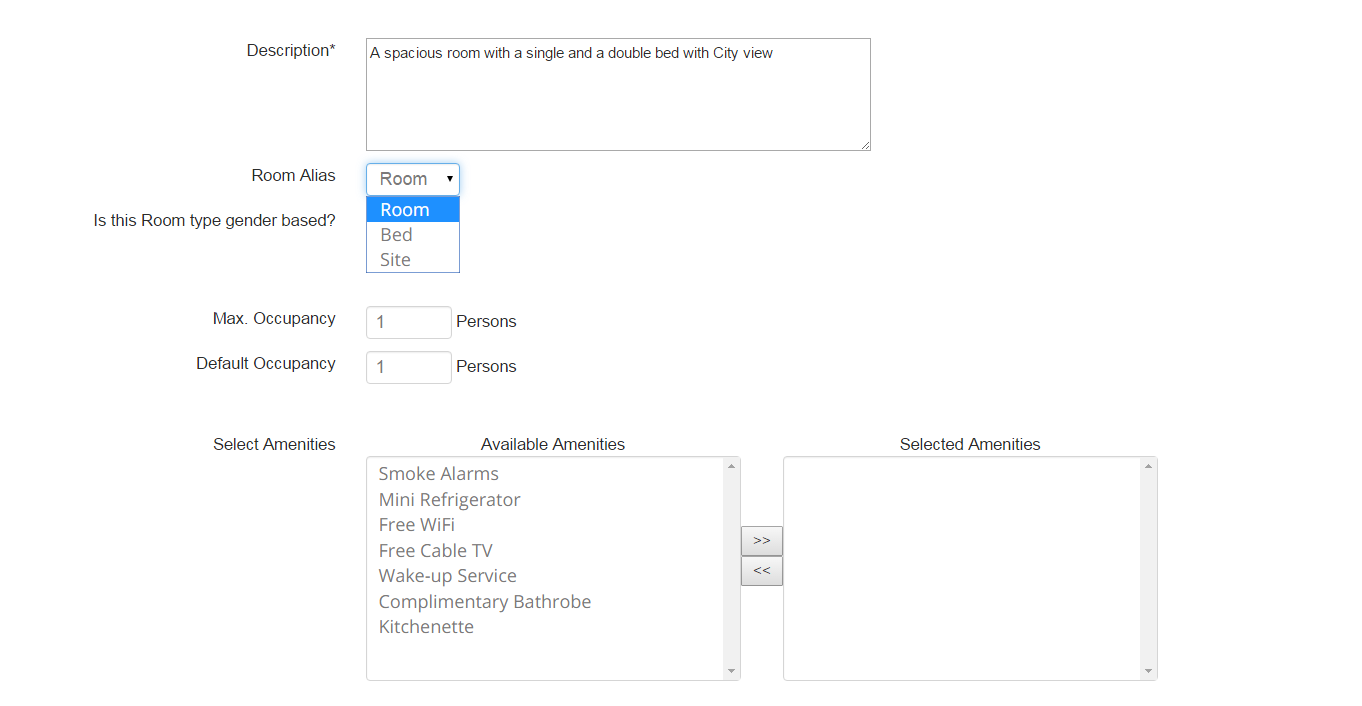 Description*
A spacious room with a single and a double bed with City view
Room Alias
Room
Room
Bed
Site
Is this Room type gender based?
Max. Occupancy
1 Persons
Default Occupancy
1 Persons
Select Amenities
Available Amenities
Smoke Alarms
Mini Refrigerator
Free WiFi
Free Cable TV
Wake-up Service
Complimentary Bathrobe
Kitchenette
>>
<<
Selected Amenities